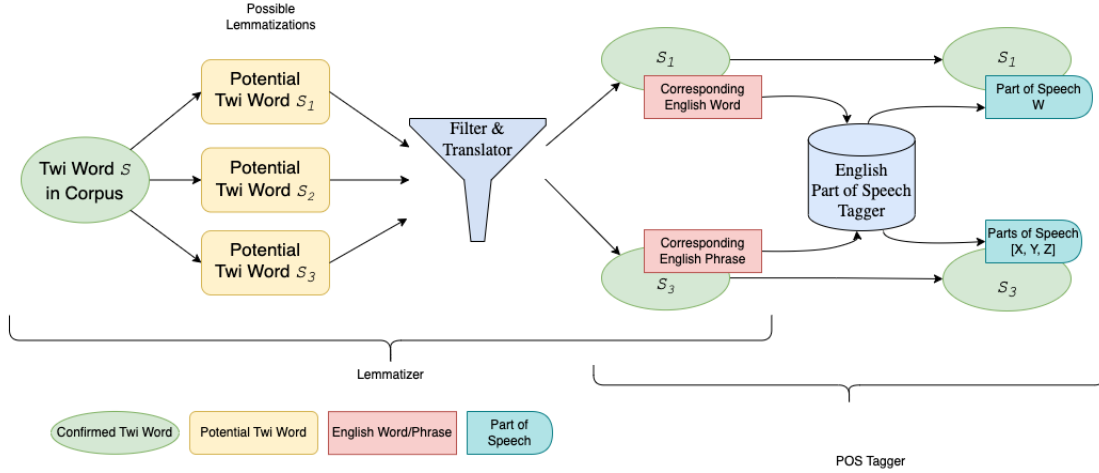 Possible
Lemmatizations
Twi Word S
in Corpus
Potential
Twi Word S1
Potential
Twi Word S2
Potential
Twi Word S3
Filter &
Translator
S1
Corresponding
English Word
Corresponding
English Phrase
S3
English
Part of Speech
Tagger
S1
Part of Speech
W
Parts of Speech
[X, Y, Z]
S3
Lemmatizer
POS Tagger
Confirmed Twi Word
Potential Twi Word
English Word/Phrase
Part of
Speech